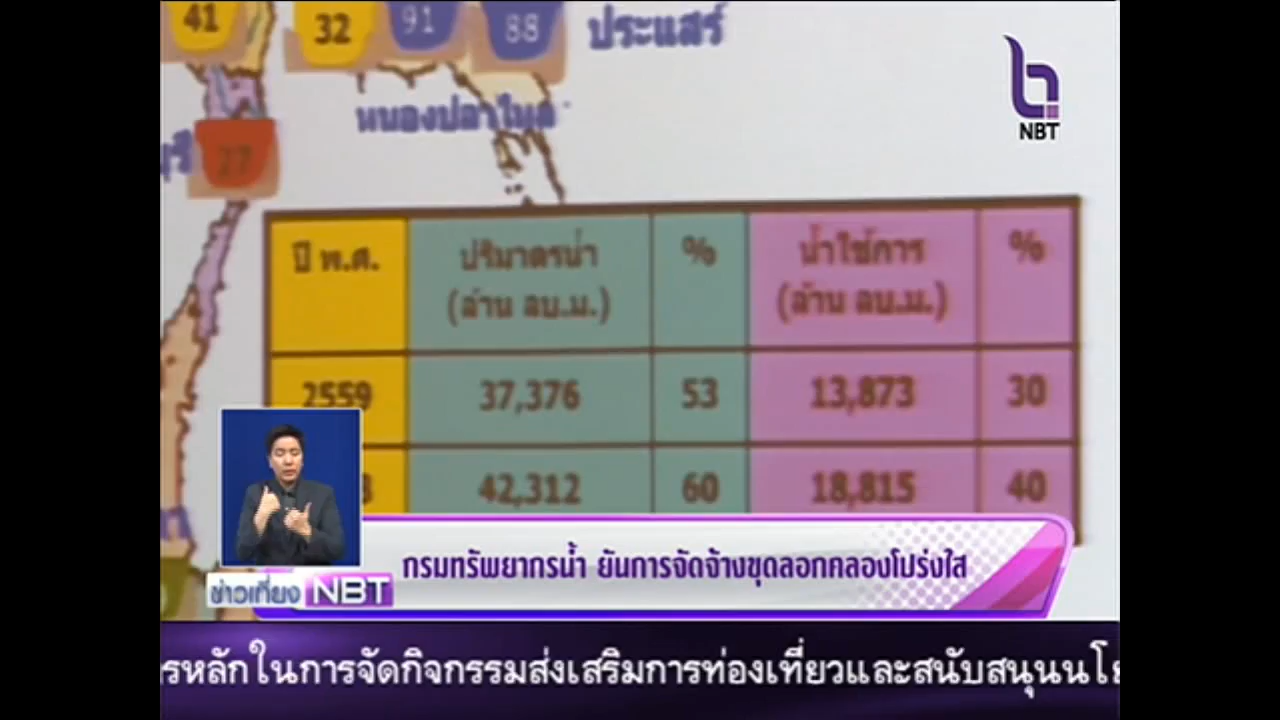 41
32
91
88
ประแสร์
NBT
หนองปลาไหล
27
ปี พ.ศ.
ปริมาตรน้ำ
(ล้าน ลบ.ม.)
%
น้ำใช้การ
(ล้าน ลบ.ม.)
%
2559 37,376 53 13,873 30
42,312 60 18,815 40
กรมทรัพยากรน้ำ ยันการจัดจ้างขุดลอกคลองโปร่งใส
ข่าวเที่ยง NBT
รหลักในการจัดกิจกรรมส่งเสริมการท่องเที่ยวและสนับสนุนนโย